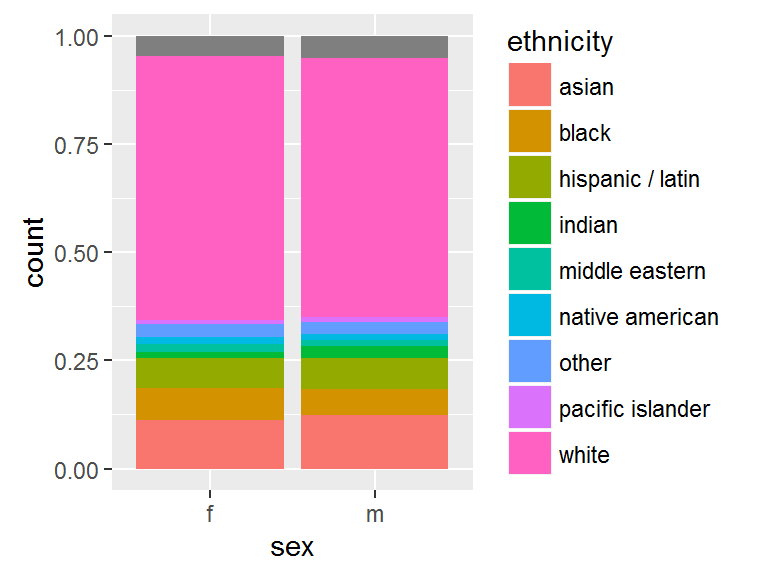 1.00
0.75
0.50
0.25
0.00
count
f
m
sex
ethnicity
asian
black
hispanic / latin
indian
middle eastern
native american
other
pacific islander
white